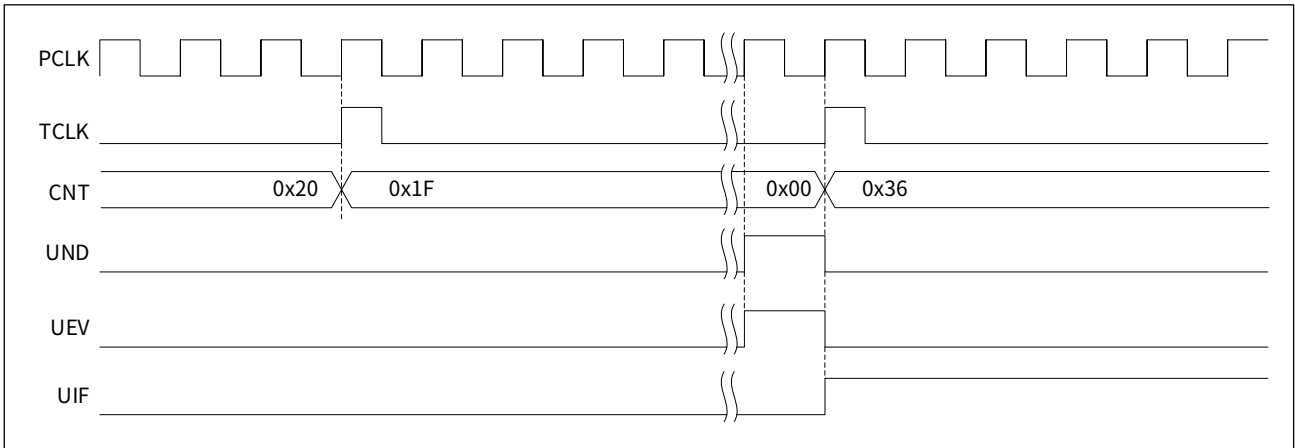 PCLK
TCLK
CNT 0x20 0x1F 0x00 0x36
UND
UEV
UIF